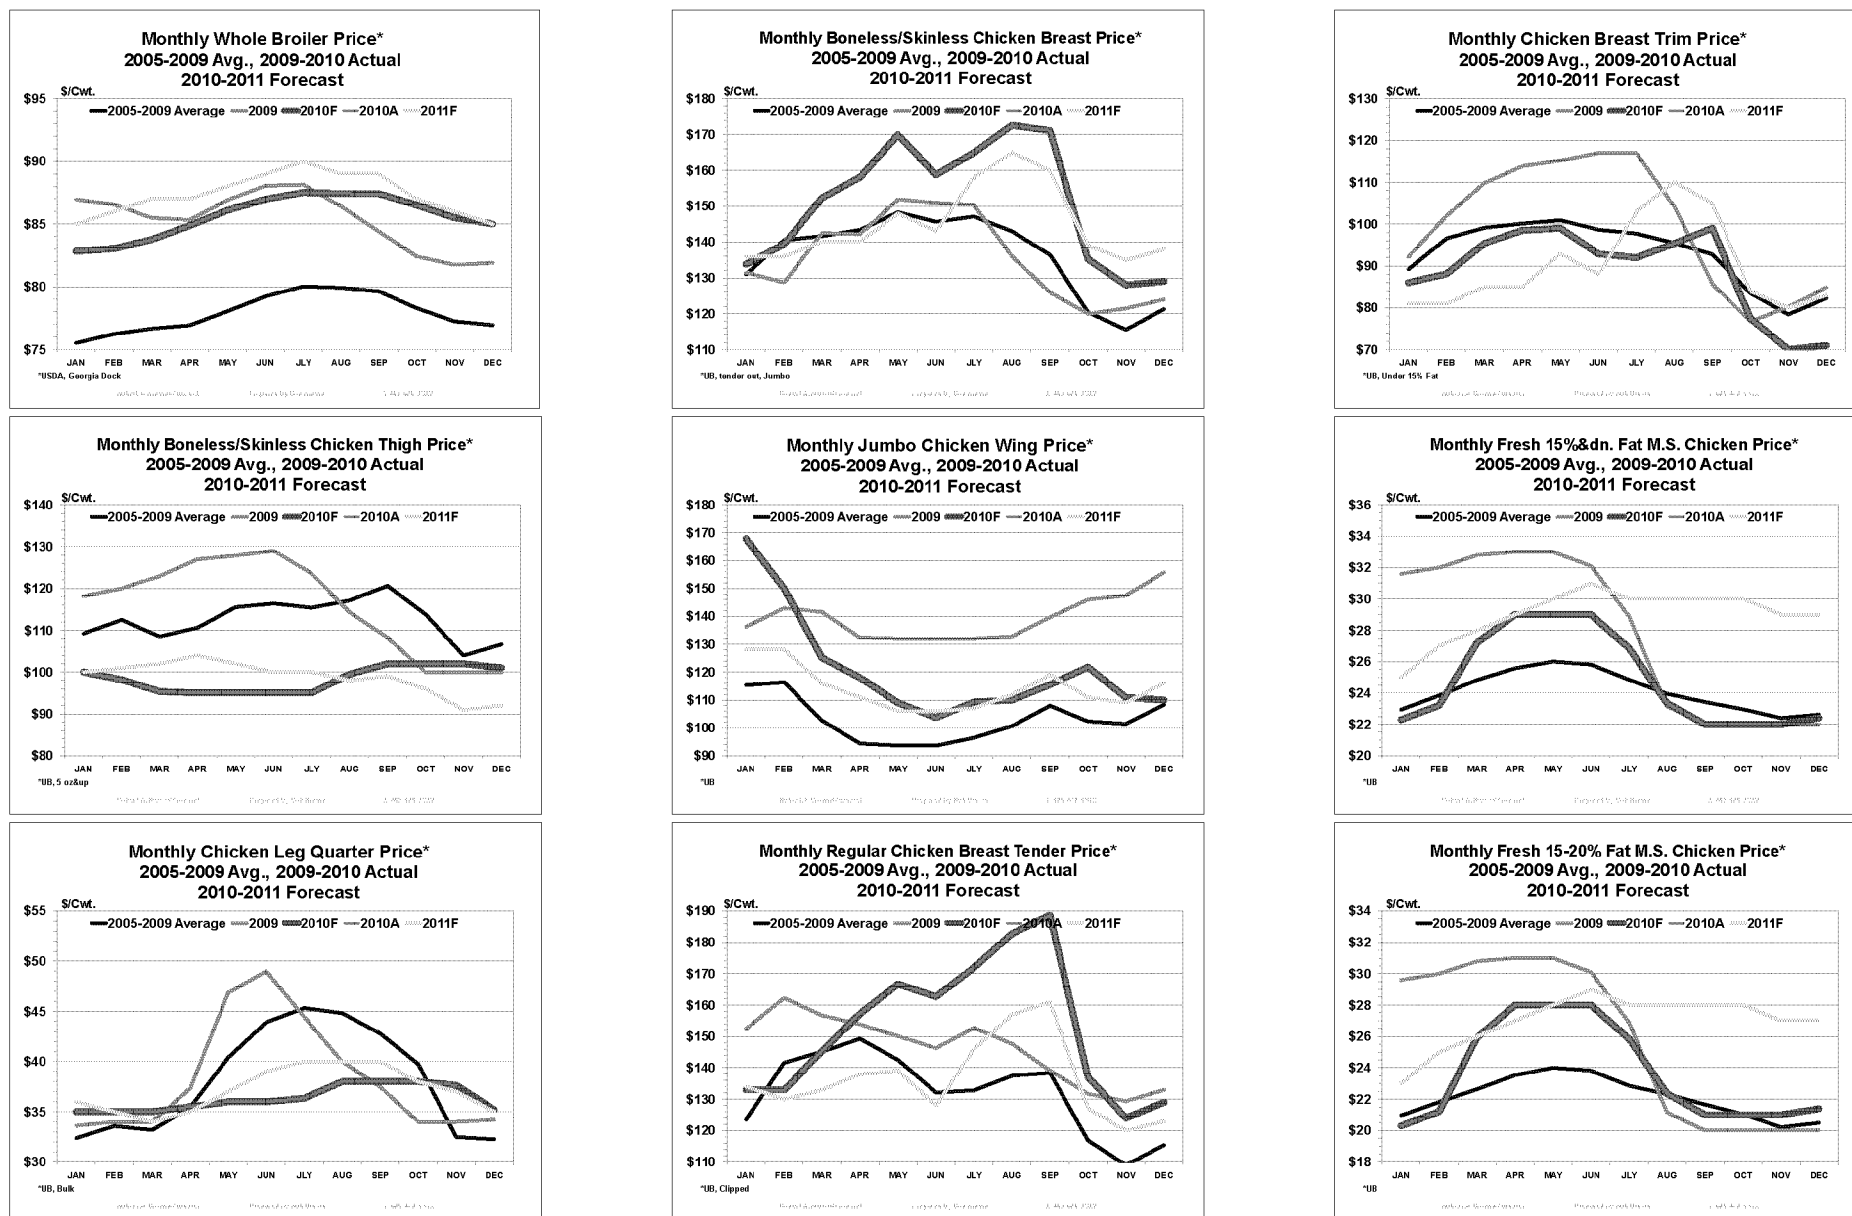 Monthly Whole Broiler Price*
2005-2009 Avg., 2009-2010 Actual
2010-2011 Forecast
$/Cwt.
2005-2009 Average 2009 2010F 2010A 2011F
$95
$90
$85
$80
$75
JAN FEB MAR APR MAY JUN JLY AUG SEP OCT NOV DEC
*USDA, Georgia Dock
Monthly Boneless/Skinless Chicken Breast Price*
2005-2009 Avg., 2009-2010 Actual
2010-2011 Forecast
$/Cwt.
2005-2009 Average 2009 2010F 2010A 2011F
$180
$170
$160
$150
$140
$130
$120
$110
JAN FEB MAR APR MAY JUN JLY AUG SEP OCT NOV DEC
*UB, tender out, Jumbo
Monthly Chicken Breast Trim Price*
2005-2009 Avg., 2009-2010 Actual
2010-2011 Forecast
$/Cwt.
2005-2009 Average 2009 2010F 2010A 2011F
$130
$120
$110
$100
$90
$80
$70
JAN FEB MAR APR MAY JUN JLY AUG SEP OCT NOV DEC
*UB, Under 15% Fat
Monthly Boneless/Skinless Chicken Thigh Price*
2005-2009 Avg., 2009-2010 Actual
2010-2011 Forecast
$/Cwt.
2005-2009 Average 2009 2010F 2010A 2011F
$140
$130
$120
$110
$100
$90
$80
JAN FEB MAR APR MAY JUN JLY AUG SEP OCT NOV DEC
*UB, 5 oz&up
Monthly Jumbo Chicken Wing Price*
2005-2009 Avg., 2009-2010 Actual
2010-2011 Forecast
$/Cwt.
2005-2009 Average 2009 2010F 2010A 2011F
$180
$170
$160
$150
$140
$130
$120
$110
$100
$90
JAN FEB MAR APR MAY JUN JLY AUG SEP OCT NOV DEC
*UB
Monthly Fresh 15%&dn. Fat M.S. Chicken Price*
2005-2009 Avg., 2009-2010 Actual
2010-2011 Forecast
$/Cwt.
2005-2009 Average 2009 2010F 2010A 2011F
$36
$34
$32
$30
$28
$26
$24
$22
$20
JAN FEB MAR APR MAY JUN JLY AUG SEP OCT NOV DEC
*UB
Monthly Chicken Leg Quarter Price*
2005-2009 Avg., 2009-2010 Actual
2010-2011 Forecast
$/Cwt.
2005-2009 Average 2009 2010F 2010A 2011F
$55
$50
$45
$40
$35
$30
JAN FEB MAR APR MAY JUN JLY AUG SEP OCT NOV DEC
*UB, Bulk
Monthly Regular Chicken Breast Tender Price*
2005-2009 Avg., 2009-2010 Actual
2010-2011 Forecast
$/Cwt.
2005-2009 Average 2009 2010F 2010A 2011F
$190
$180
$170
$160
$150
$140
$130
$120
$110
JAN FEB MAR APR MAY JUN JLY AUG SEP OCT NOV DEC
*UB, Clipped
Monthly Fresh 15-20% Fat M.S. Chicken Price*
2005-2009 Avg., 2009-2010 Actual
2010-2011 Forecast
$/Cwt.
2005-2009 Average 2009 2010F 2010A 2011F
$34
$32
$30
$28
$26
$24
$22
$20
$18
JAN FEB MAR APR MAY JUN JLY AUG SEP OCT NOV DEC
*UB